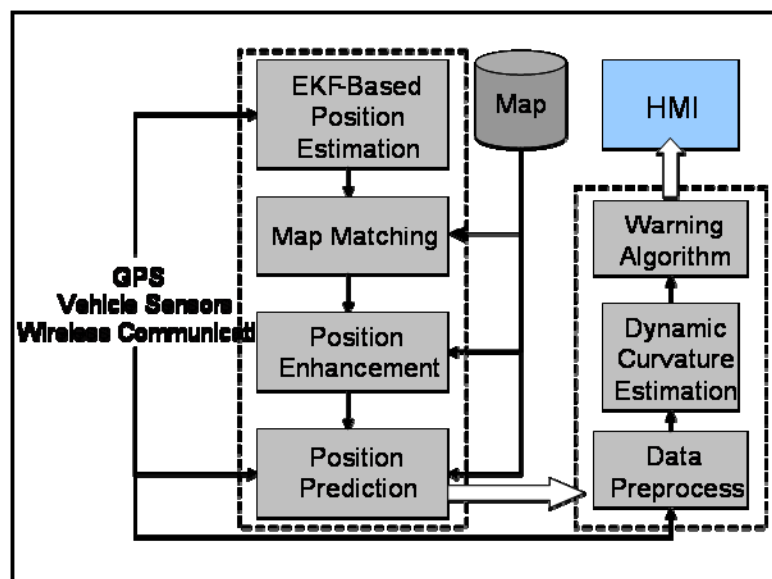 EKF-Based
Position
Estimation
Map
HMI
Map Matching
Warning
Algorithm
GPS
Vehicle Sensors
Wireless Communicati
Position
Enhancement
Dynamic
Curvature
Estimation
Position
Prediction
Data
Preprocess